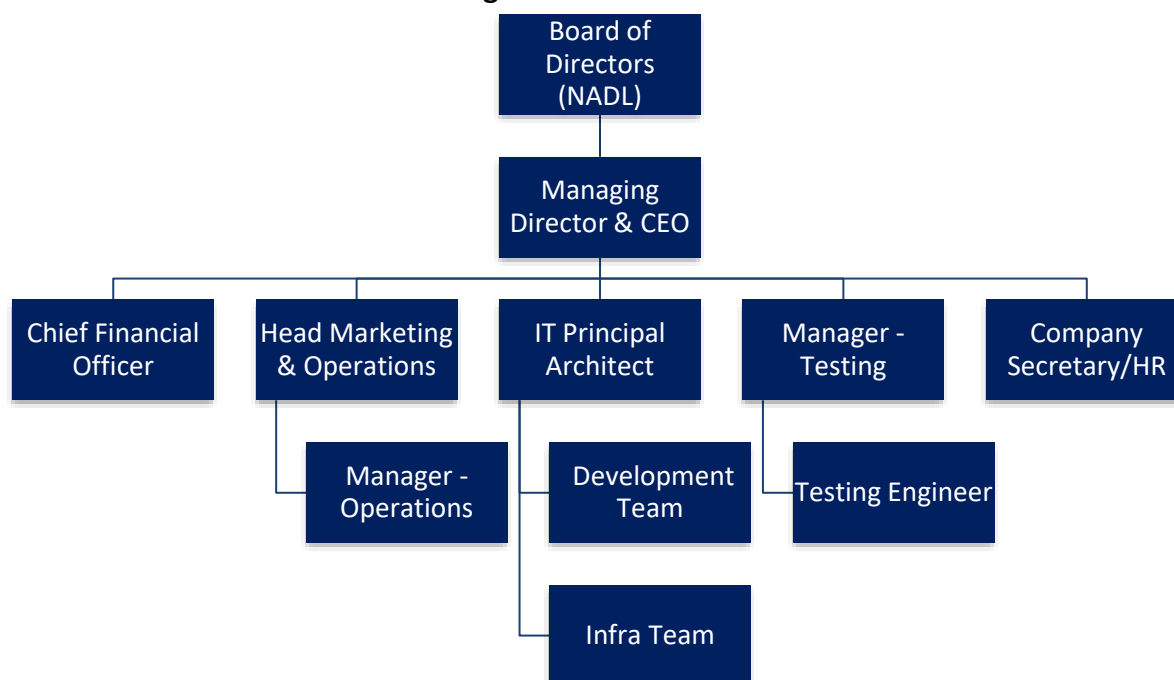 Board of
Directors
(NADL)
Managing
Director & CEO
Chief Financial
Officer
Head Marketing
& Operations
IT Principal
Architect
Manager -
Testing
Company
Secretary/HR
Manager -
Operations
Development
Team
Testing Engineer
Infra Team